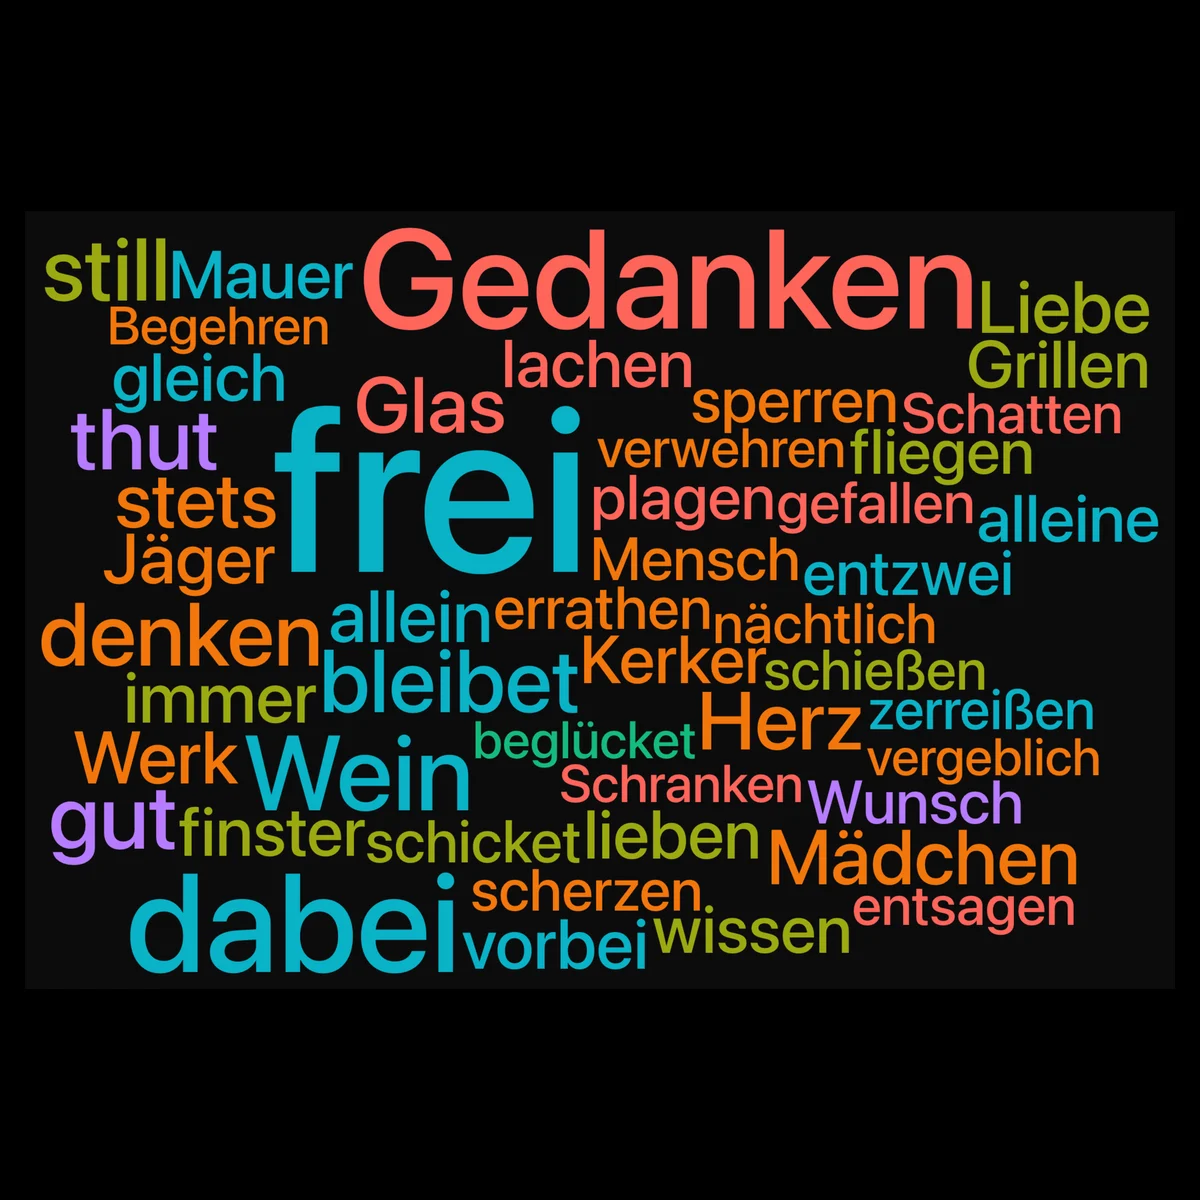 still Mauer Gedanken Liebe
Begehren lachen Grillen
gleich Glas sperren Schatten
thut frei verwehren fliegen
stets plagen gefallen alleine
Jäger Mensch entzwei
denken allein errathen nächtlich
immer bleibet Kerker schießen
Werk Wein beglücket Herz zerreißen
vergeblich
gut Schranken Wunsch
finster schicket lieben Mädchen
dabei scherzen entsagen
vorbei wissen